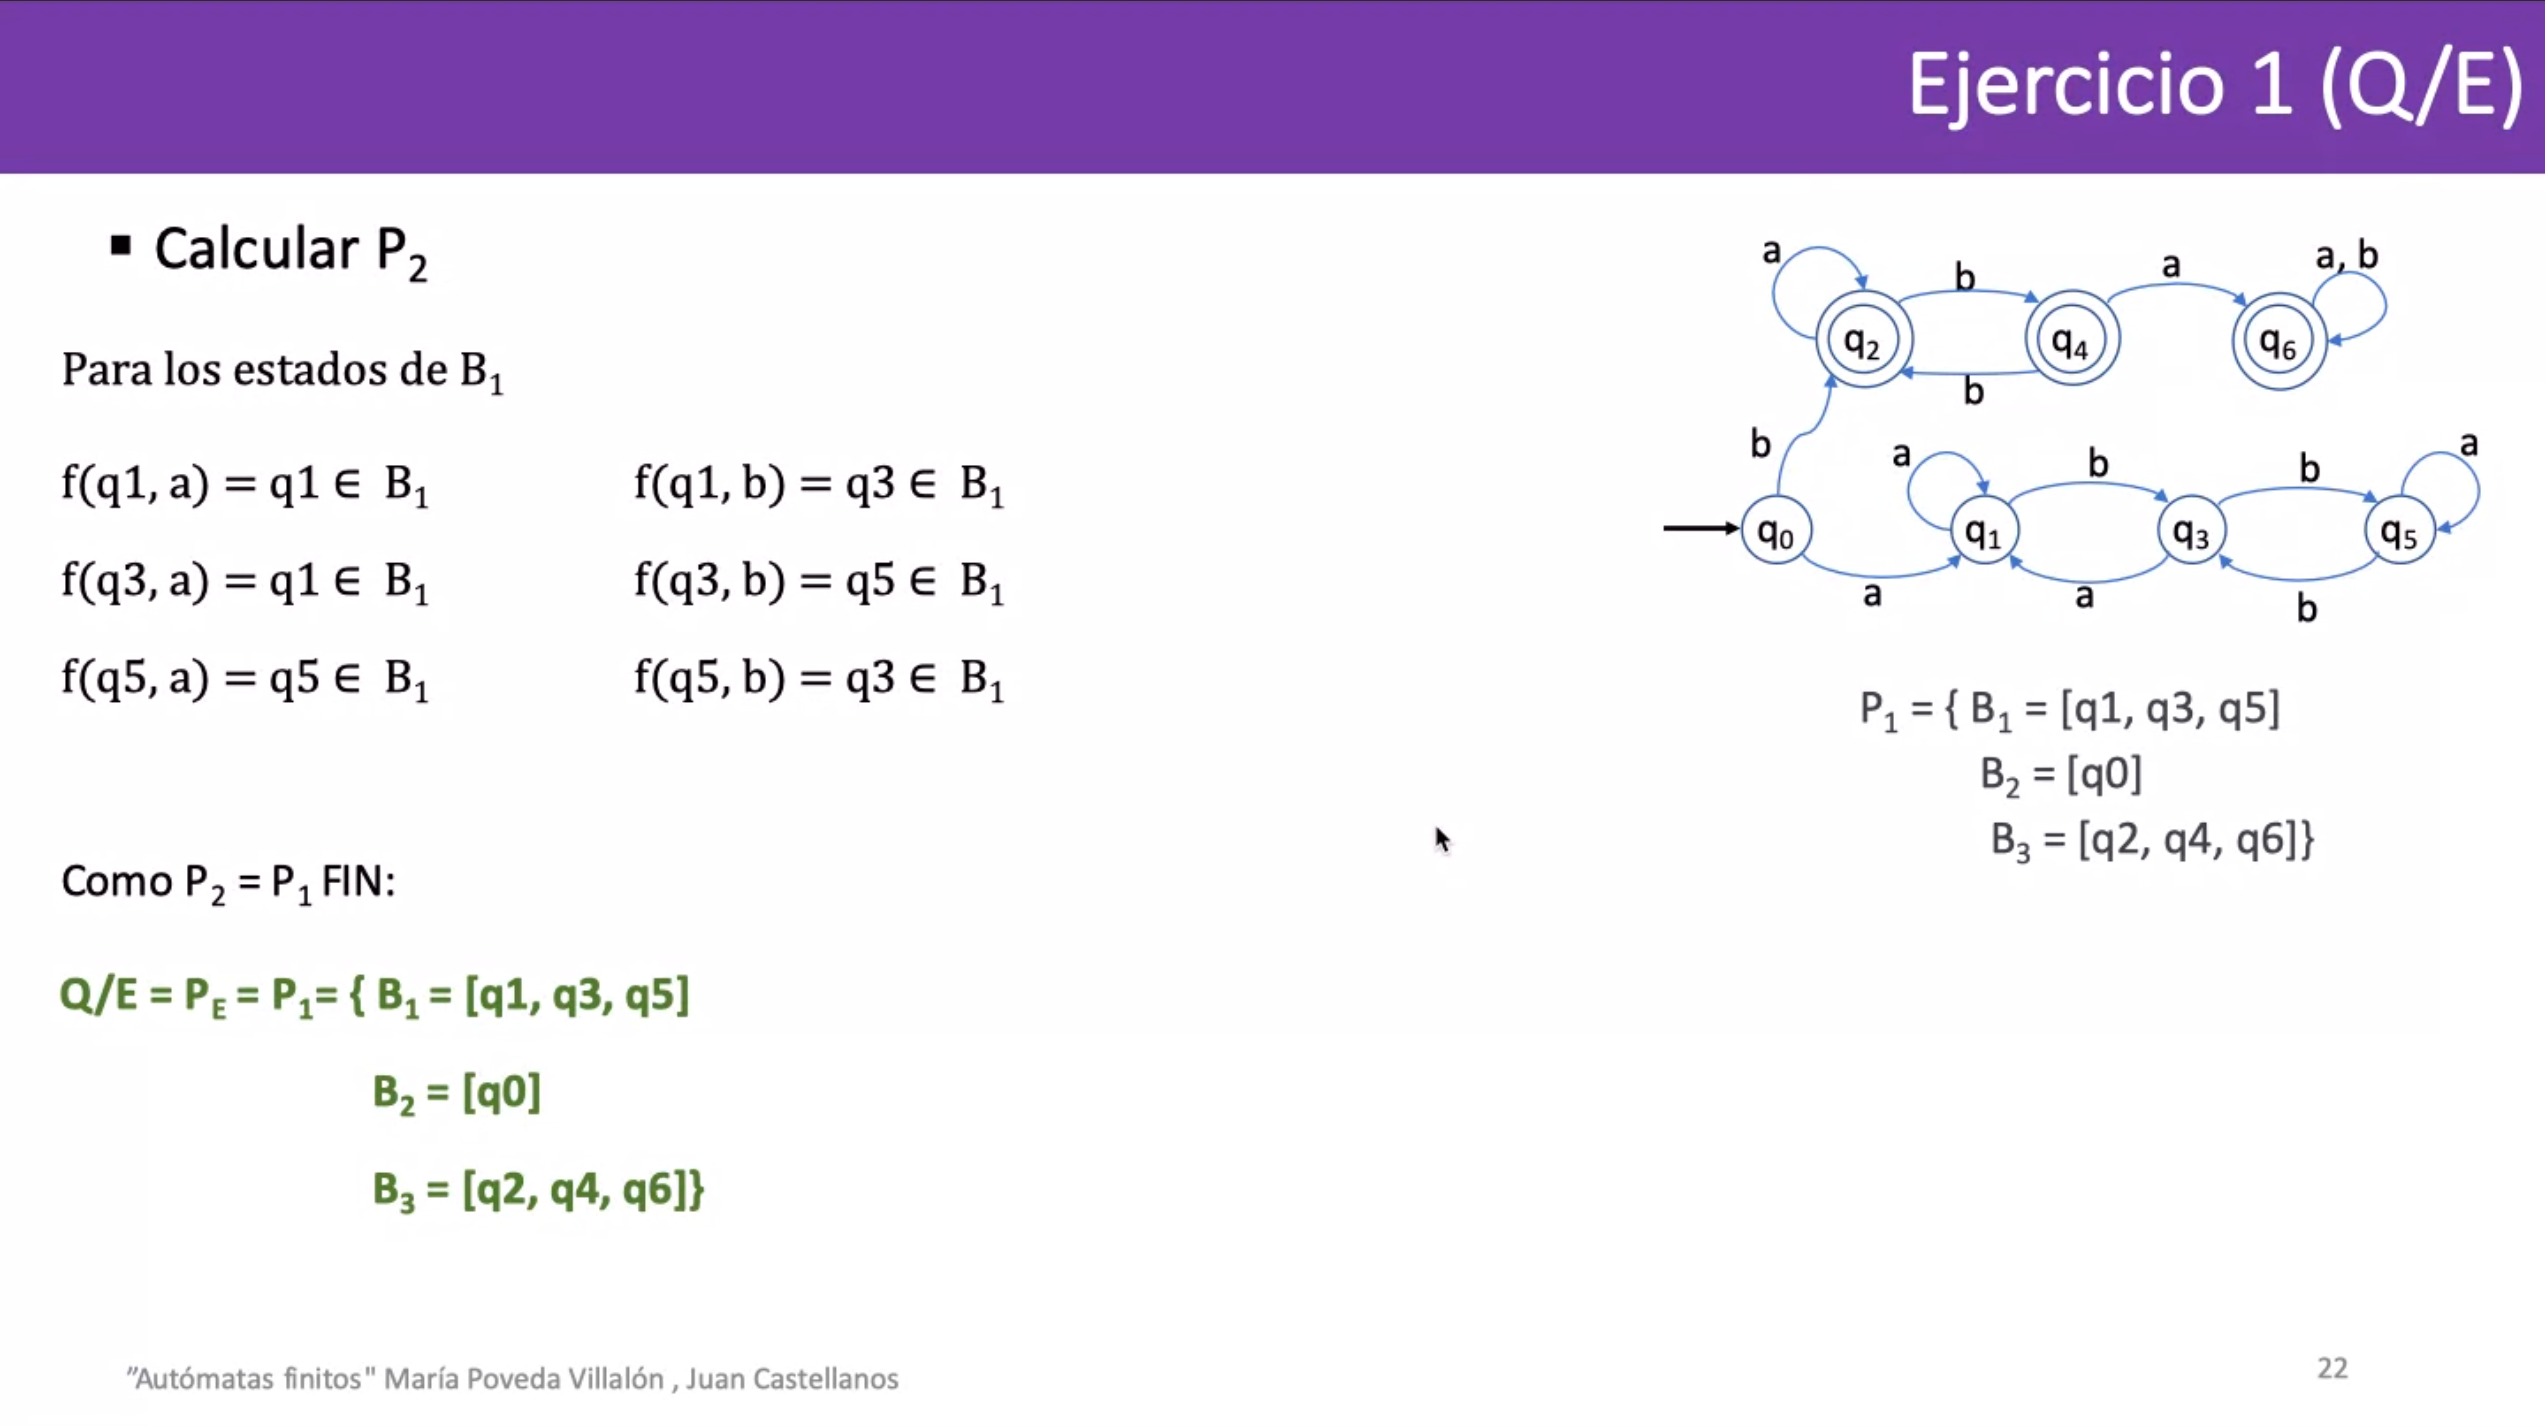 Ejercicio 1 (Q/E)
▪ Calcular P₂
Para los estados de B₁
f(q1, a) = q1 ∈ B₁ f(q1, b) = q3 ∈ B₁
f(q3, a) = q1 ∈ B₁ f(q3, b) = q5 ∈ B₁
f(q5, a) = q5 ∈ B₁ f(q5, b) = q3 ∈ B₁
Como P₂ = P₁ FIN:
Q/E = P_E = P₁= { B₁ = [q1, q3, q5]
B₂ = [q0]
B₃ = [q2, q4, q6]}
a b a a, b
q₂ q₄ q₆
b
b a b b a
q₀ q₁ q₃ q₅
a a b
P₁ = { B₁ = [q1, q3, q5]
B₂ = [q0]
B₃ = [q2, q4, q6]}
"Autómatas finitos" María Poveda Villalón , Juan Castellanos
22